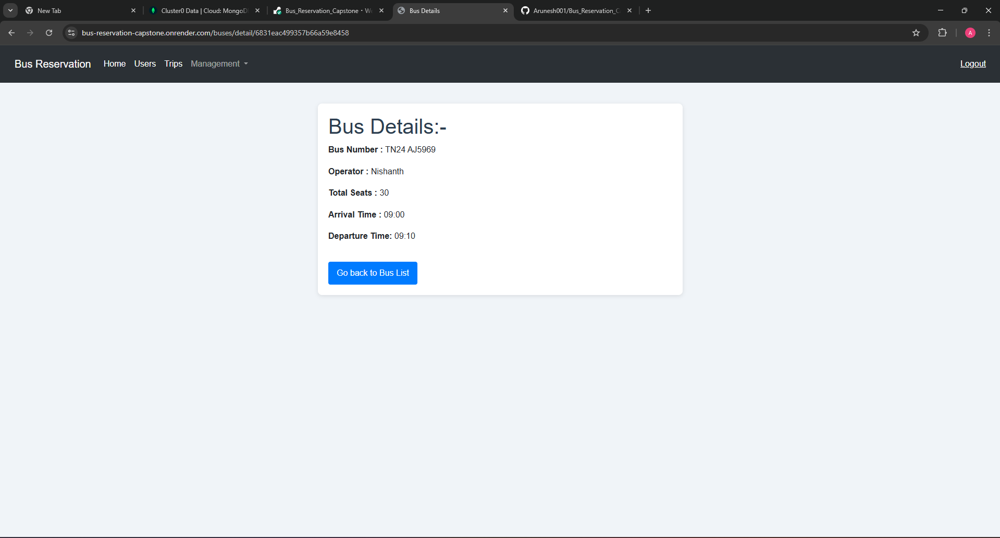 New Tab
Cluster0 Data | Cloud: MongoD
Bus_Reservation_Capstone · We
Bus Details
Arunesh001/Bus_Reservation_C
bus-reservation-capstone.onrender.com/buses/detail/6831eac499357b66a59e8458
A
Bus Reservation
Home
Users
Trips
Management
Logout
Bus Details:-
Bus Number : TN24 AJ5969
Operator : Nishanth
Total Seats : 30
Arrival Time : 09:00
Departure Time: 09:10
Go back to Bus List